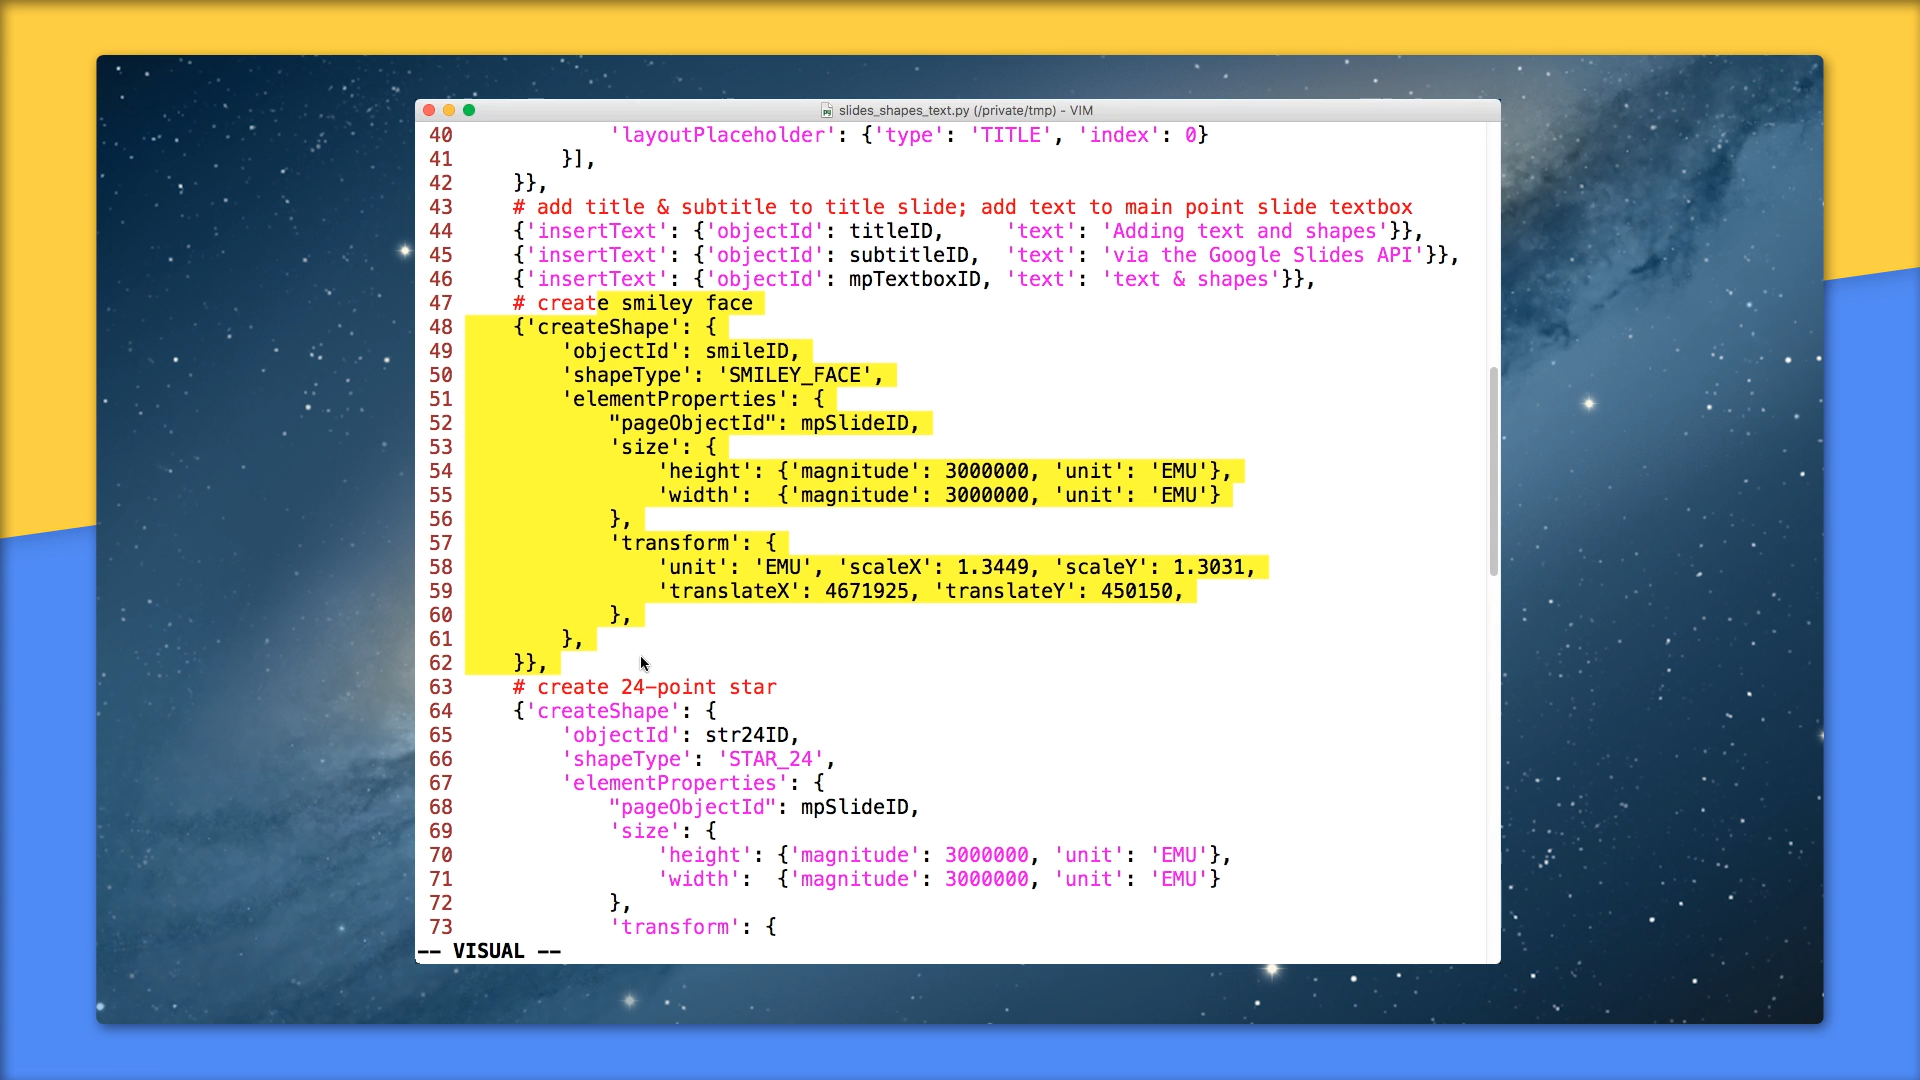 slides_shapes_text.py (/private/tmp) - VIM
40             'layoutPlaceholder': {'type': 'TITLE', 'index': 0}
41         }],
42     }},
43     # add title & subtitle to title slide; add text to main point slide textbox
44     {'insertText': {'objectId': titleID,     'text': 'Adding text and shapes'}},
45     {'insertText': {'objectId': subtitleID,  'text': 'via the Google Slides API'}},
46     {'insertText': {'objectId': mpTextboxID, 'text': 'text & shapes'}},
47     # create smiley face
48     {'createShape': {
49         'objectId': smileID,
50         'shapeType': 'SMILEY_FACE',
51         'elementProperties': {
52             "pageObjectId": mpSlideID,
53             'size': {
54                 'height': {'magnitude': 3000000, 'unit': 'EMU'},
55                 'width':  {'magnitude': 3000000, 'unit': 'EMU'}
56             },
57             'transform': {
58                 'unit': 'EMU', 'scaleX': 1.3449, 'scaleY': 1.3031,
59                 'translateX': 4671925, 'translateY': 450150,
60             },
61         },
62     }},
63     # create 24-point star
64     {'createShape': {
65         'objectId': str24ID,
66         'shapeType': 'STAR_24',
67         'elementProperties': {
68             "pageObjectId": mpSlideID,
69             'size': {
70                 'height': {'magnitude': 3000000, 'unit': 'EMU'},
71                 'width':  {'magnitude': 3000000, 'unit': 'EMU'}
72             },
73             'transform': {
-- VISUAL --